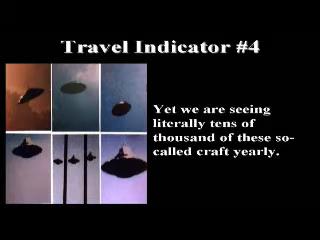 Travel Indicator #4
Yet we are seeing
literally tens of
thousand of these so-
called craft yearly.